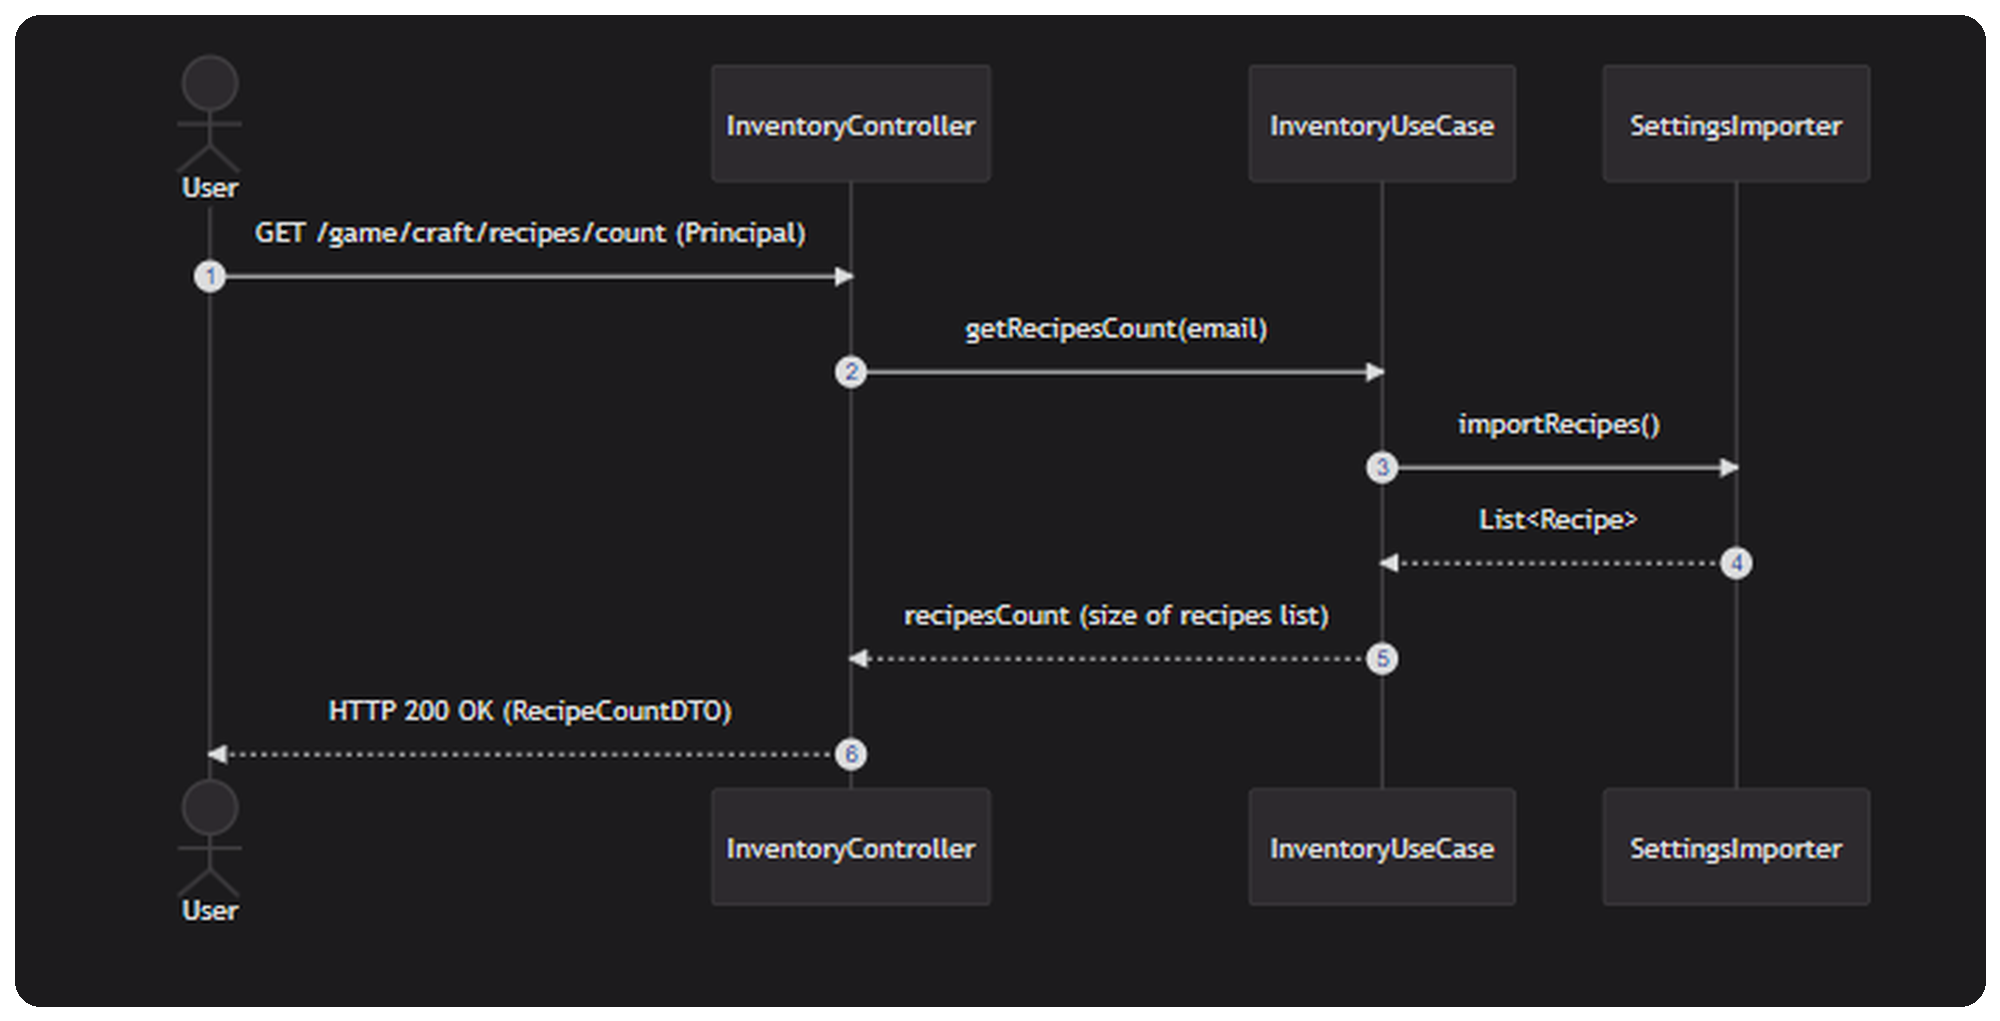 User
InventoryController
InventoryUseCase
SettingsImporter
GET /game/craft/recipes/count (Principal)
1
getRecipesCount(email)
2
importRecipes()
3
List<Recipe>
4
recipesCount (size of recipes list)
5
HTTP 200 OK (RecipeCountDTO)
6
User
InventoryController
InventoryUseCase
SettingsImporter